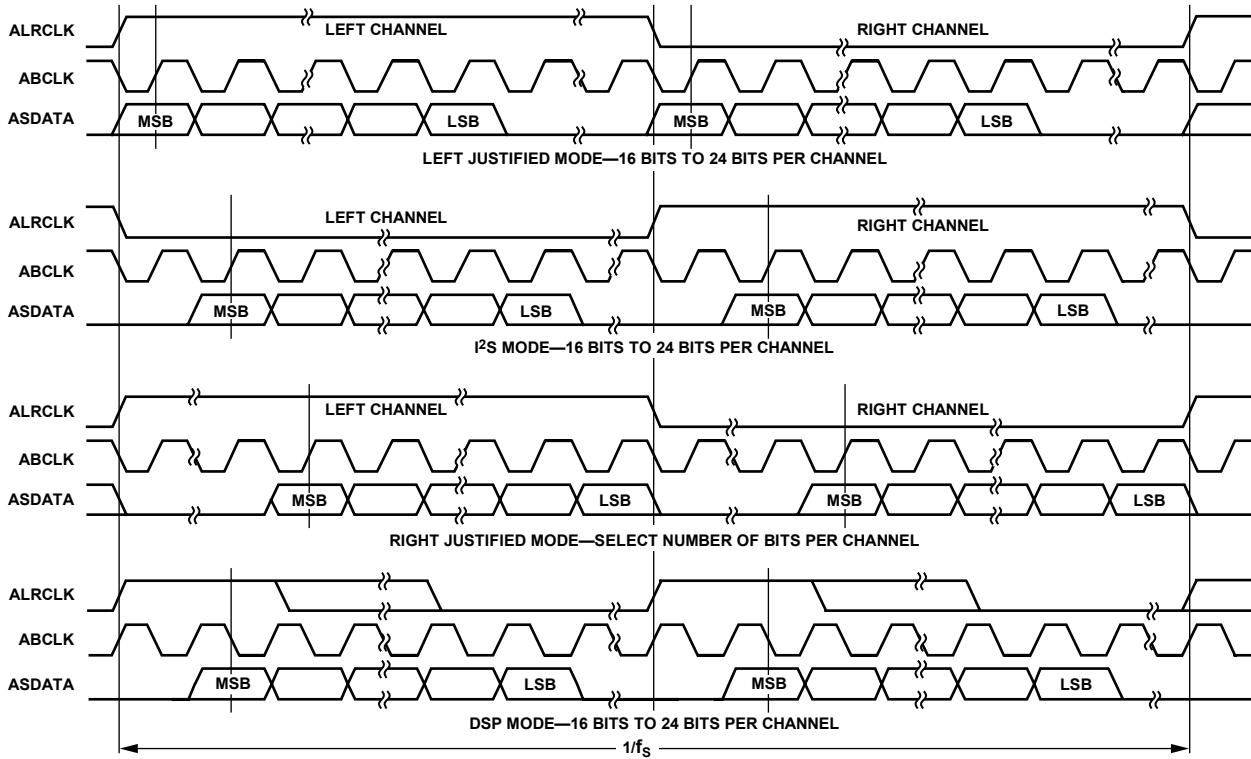 ALRCLK LEFT CHANNEL RIGHT CHANNEL
ABCLK
ASDATA MSB LSB MSB LSB
LEFT JUSTIFIED MODE—16 BITS TO 24 BITS PER CHANNEL
ALRCLK LEFT CHANNEL RIGHT CHANNEL
ABCLK
ASDATA MSB LSB MSB LSB
I²S MODE—16 BITS TO 24 BITS PER CHANNEL
ALRCLK LEFT CHANNEL RIGHT CHANNEL
ABCLK
ASDATA MSB LSB MSB LSB
RIGHT JUSTIFIED MODE—SELECT NUMBER OF BITS PER CHANNEL
ALRCLK
ABCLK
ASDATA MSB LSB MSB LSB
DSP MODE—16 BITS TO 24 BITS PER CHANNEL
1/fS